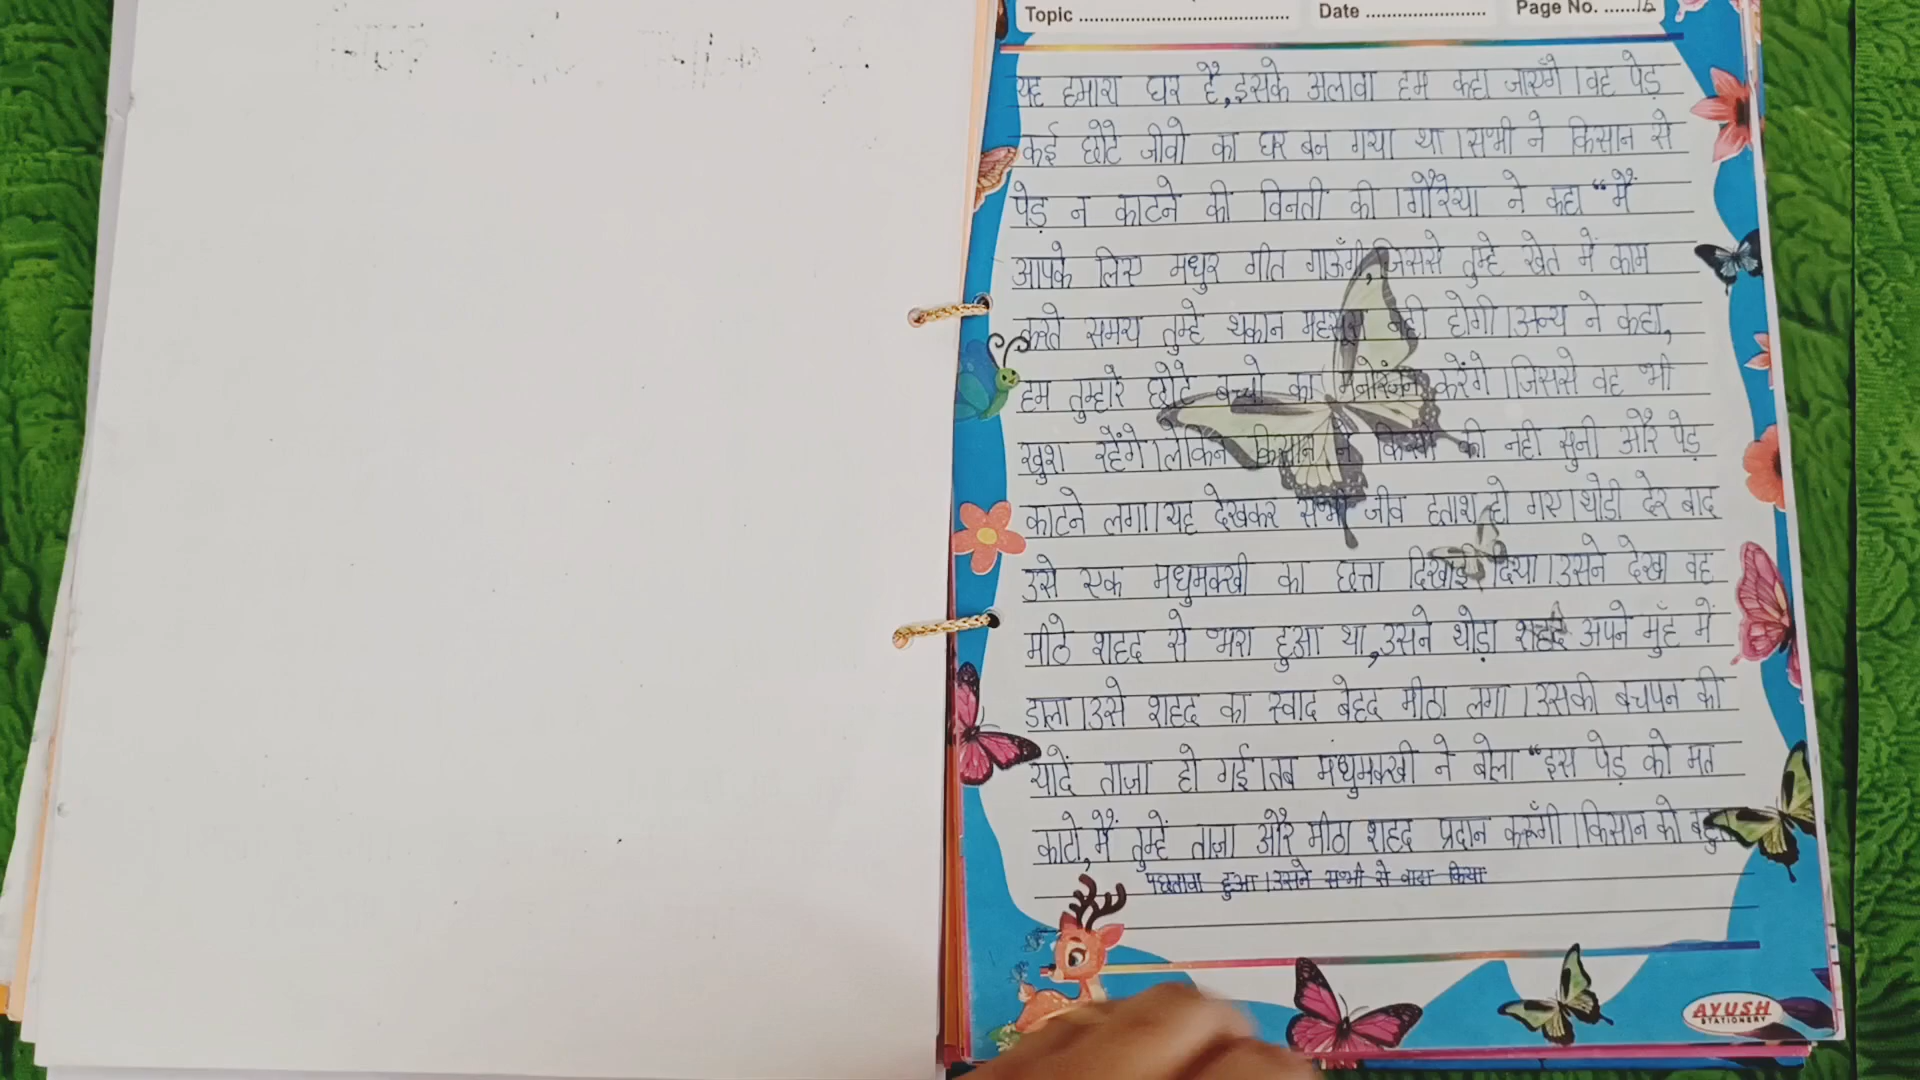 Topic ........ Date ........ Page No. ......16
यह हमारा घर है, इसके अलावा हम कहा जाएँगे । वह पेड़
कई छोटे जीवो का घर बन गया था । सभी ने किसान से
पेड़ न काटने की विनती की । गौरैया ने कहा "मैं
आपके लिए मधुर गीत गाऊँगी, जिससे तुम्हे खेत में काम
करते समय तुम्हे थकान महसूस नही होगी । अन्य ने कहा,
हम तुम्हारे छोटे बच्चो का मनोरंजन करेंगे । जिससे वह भी
खुश रहेंगे । लेकिन किसान ने किसी की नही सुनी और पेड़
काटने लगा । यह देखकर सभी जीव हताश हो गए । थोडी देर बाद
उसे एक मधुमक्खी का छत्ता दिखाई दिया । उसने देखा वह
मीठे शहद से भरा हुआ था, उसने थोड़ा शहद अपने मुँह में
डाला । उसे शहद का स्वाद बेहद मीठा लगा । उसकी बचपन की
यादें ताज़ा हो गई । तब मधुमक्खी ने बोला "इस पेड़ को मत
काटो, मैं तुम्हें ताज़ा और मीठा शहद प्रदान करूँगी । किसान को बहुत
पछतावा हुआ । उसने सभी से वादा किया
AYUSH
STATIONERY